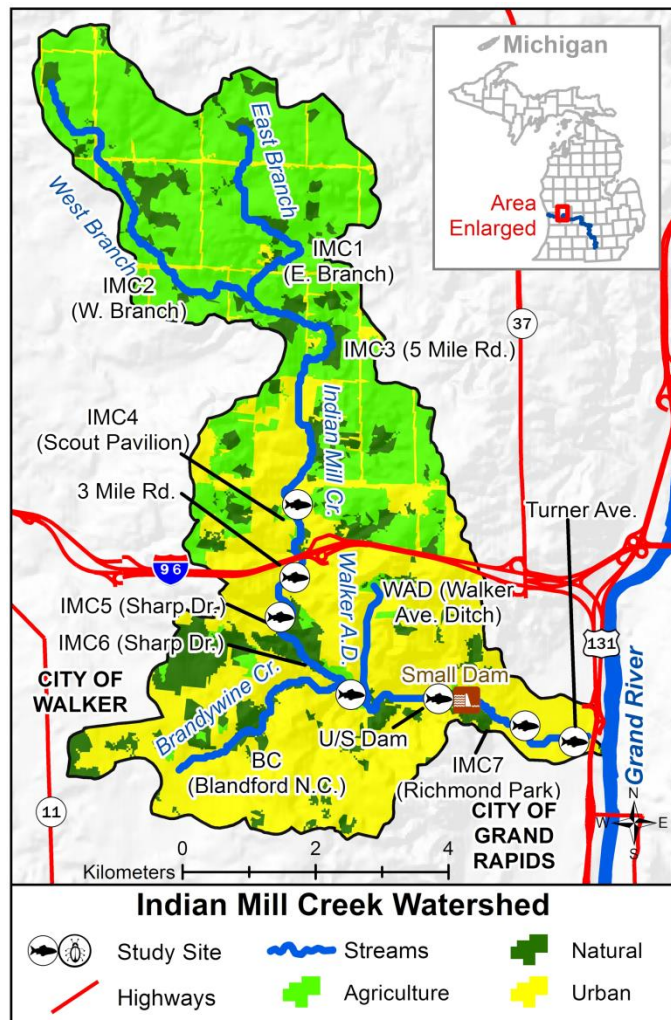 Michigan
Area
Enlarged
East Branch
West Branch
IMC1
(E. Branch)
IMC2
(W. Branch)
37
IMC3 (5 Mile Rd.)
IMC4
(Scout Pavilion)
Indian Mill Cr.
3 Mile Rd.
Turner Ave.
96
Walker A.D.
WAD (Walker
Ave. Ditch)
IMC5 (Sharp Dr.)
IMC6 (Sharp Dr.)
131
CITY OF
WALKER
Small Dam
Brandywine Cr.
Grand River
U/S Dam
BC
(Blandford N.C.)
IMC7
(Richmond Park)
11
CITY OF
GRAND
RAPIDS
N
W E
S
0 2 4
Kilometers
Indian Mill Creek Watershed
Study Site Streams Natural
Highways Agriculture Urban